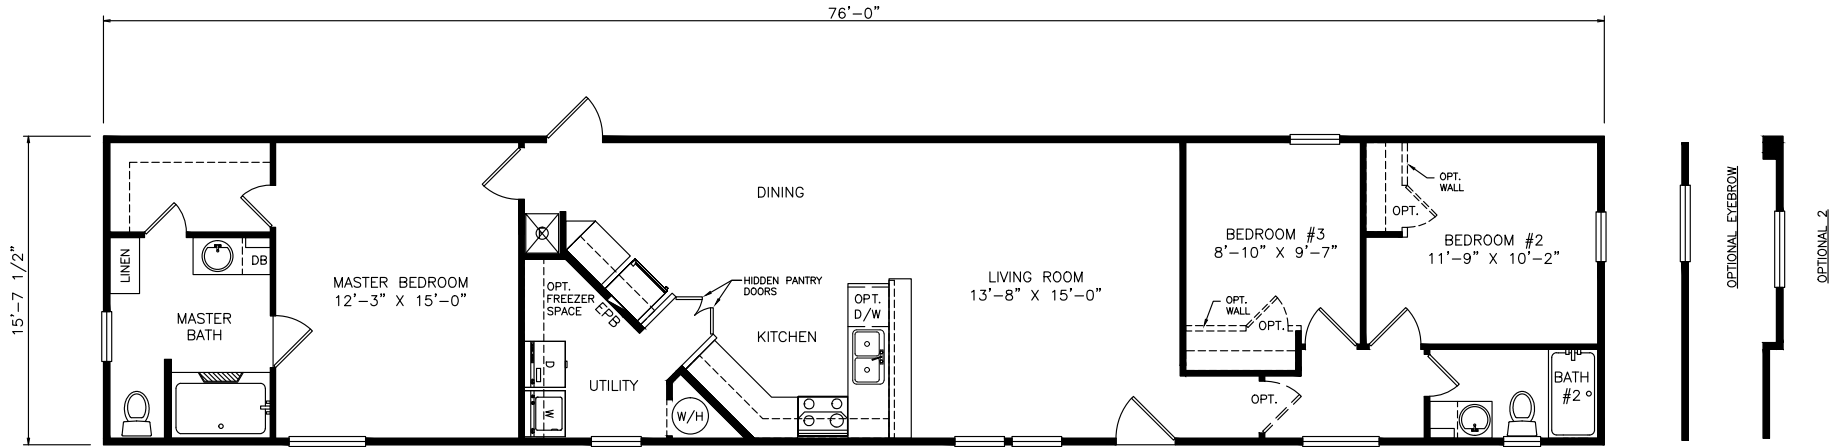 76'-0"
15'-7 1/2"
LINEN
DB
MASTER
BATH
MASTER BEDROOM
12'-3" X 15'-0"
OPT.
FREEZER
SPACE
EPB
D
W
UTILITY
W/H
DINING
HIDDEN PANTRY
DOORS
KITCHEN
OPT.
D/W
LIVING ROOM
13'-8" X 15'-0"
BEDROOM #3
8'-10" X 9'-7"
OPT.
WALL
OPT.
OPT.
OPT.
WALL
OPT.
BEDROOM #2
11'-9" X 10'-2"
BATH
#2
OPTIONAL EYEBROW
OPTIONAL 2